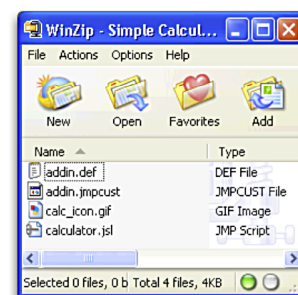 WinZip - Simple Calcul...
File Actions Options Help
New Open Favorites Add
Name Type
addin.def DEF File
addin.jmpcust JMPCUST File
calc_icon.gif GIF Image
calculator.jsl JMP Script
Selected 0 files, 0 b Total 4 files, 4KB